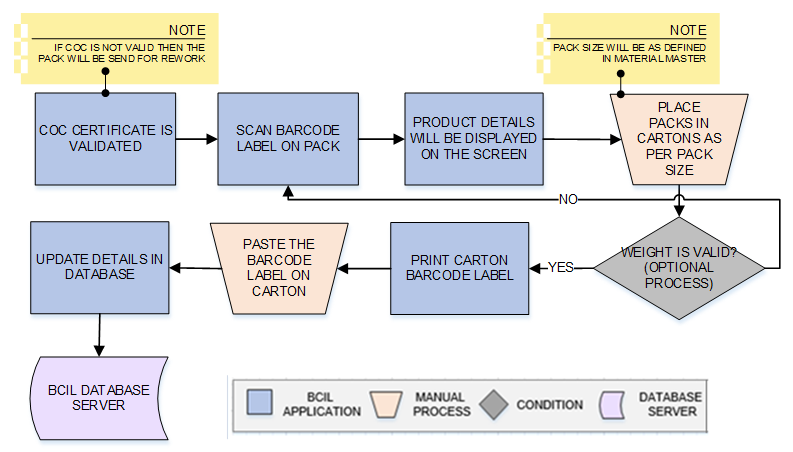 NOTE
IF COC IS NOT VALID THEN THE
PACK WILL BE SEND FOR REWORK
NOTE
PACK SIZE WILL BE AS DEFINED
IN MATERIAL MASTER
COC CERTIFICATE IS
VALIDATED
SCAN BARCODE
LABEL ON PACK
PRODUCT DETAILS
WILL BE DISPLAYED
ON THE SCREEN
PLACE
PACKS IN
CARTONS AS
PER PACK
SIZE
NO
UPDATE DETAILS IN
DATABASE
PASTE THE
BARCODE
LABEL ON
CARTON
PRINT CARTON
BARCODE LABEL
YES
WEIGHT IS VALID?
(OPTIONAL
PROCESS)
BCIL DATABASE
SERVER
BCIL
APPLICATION
MANUAL
PROCESS
CONDITION
DATABASE
SERVER